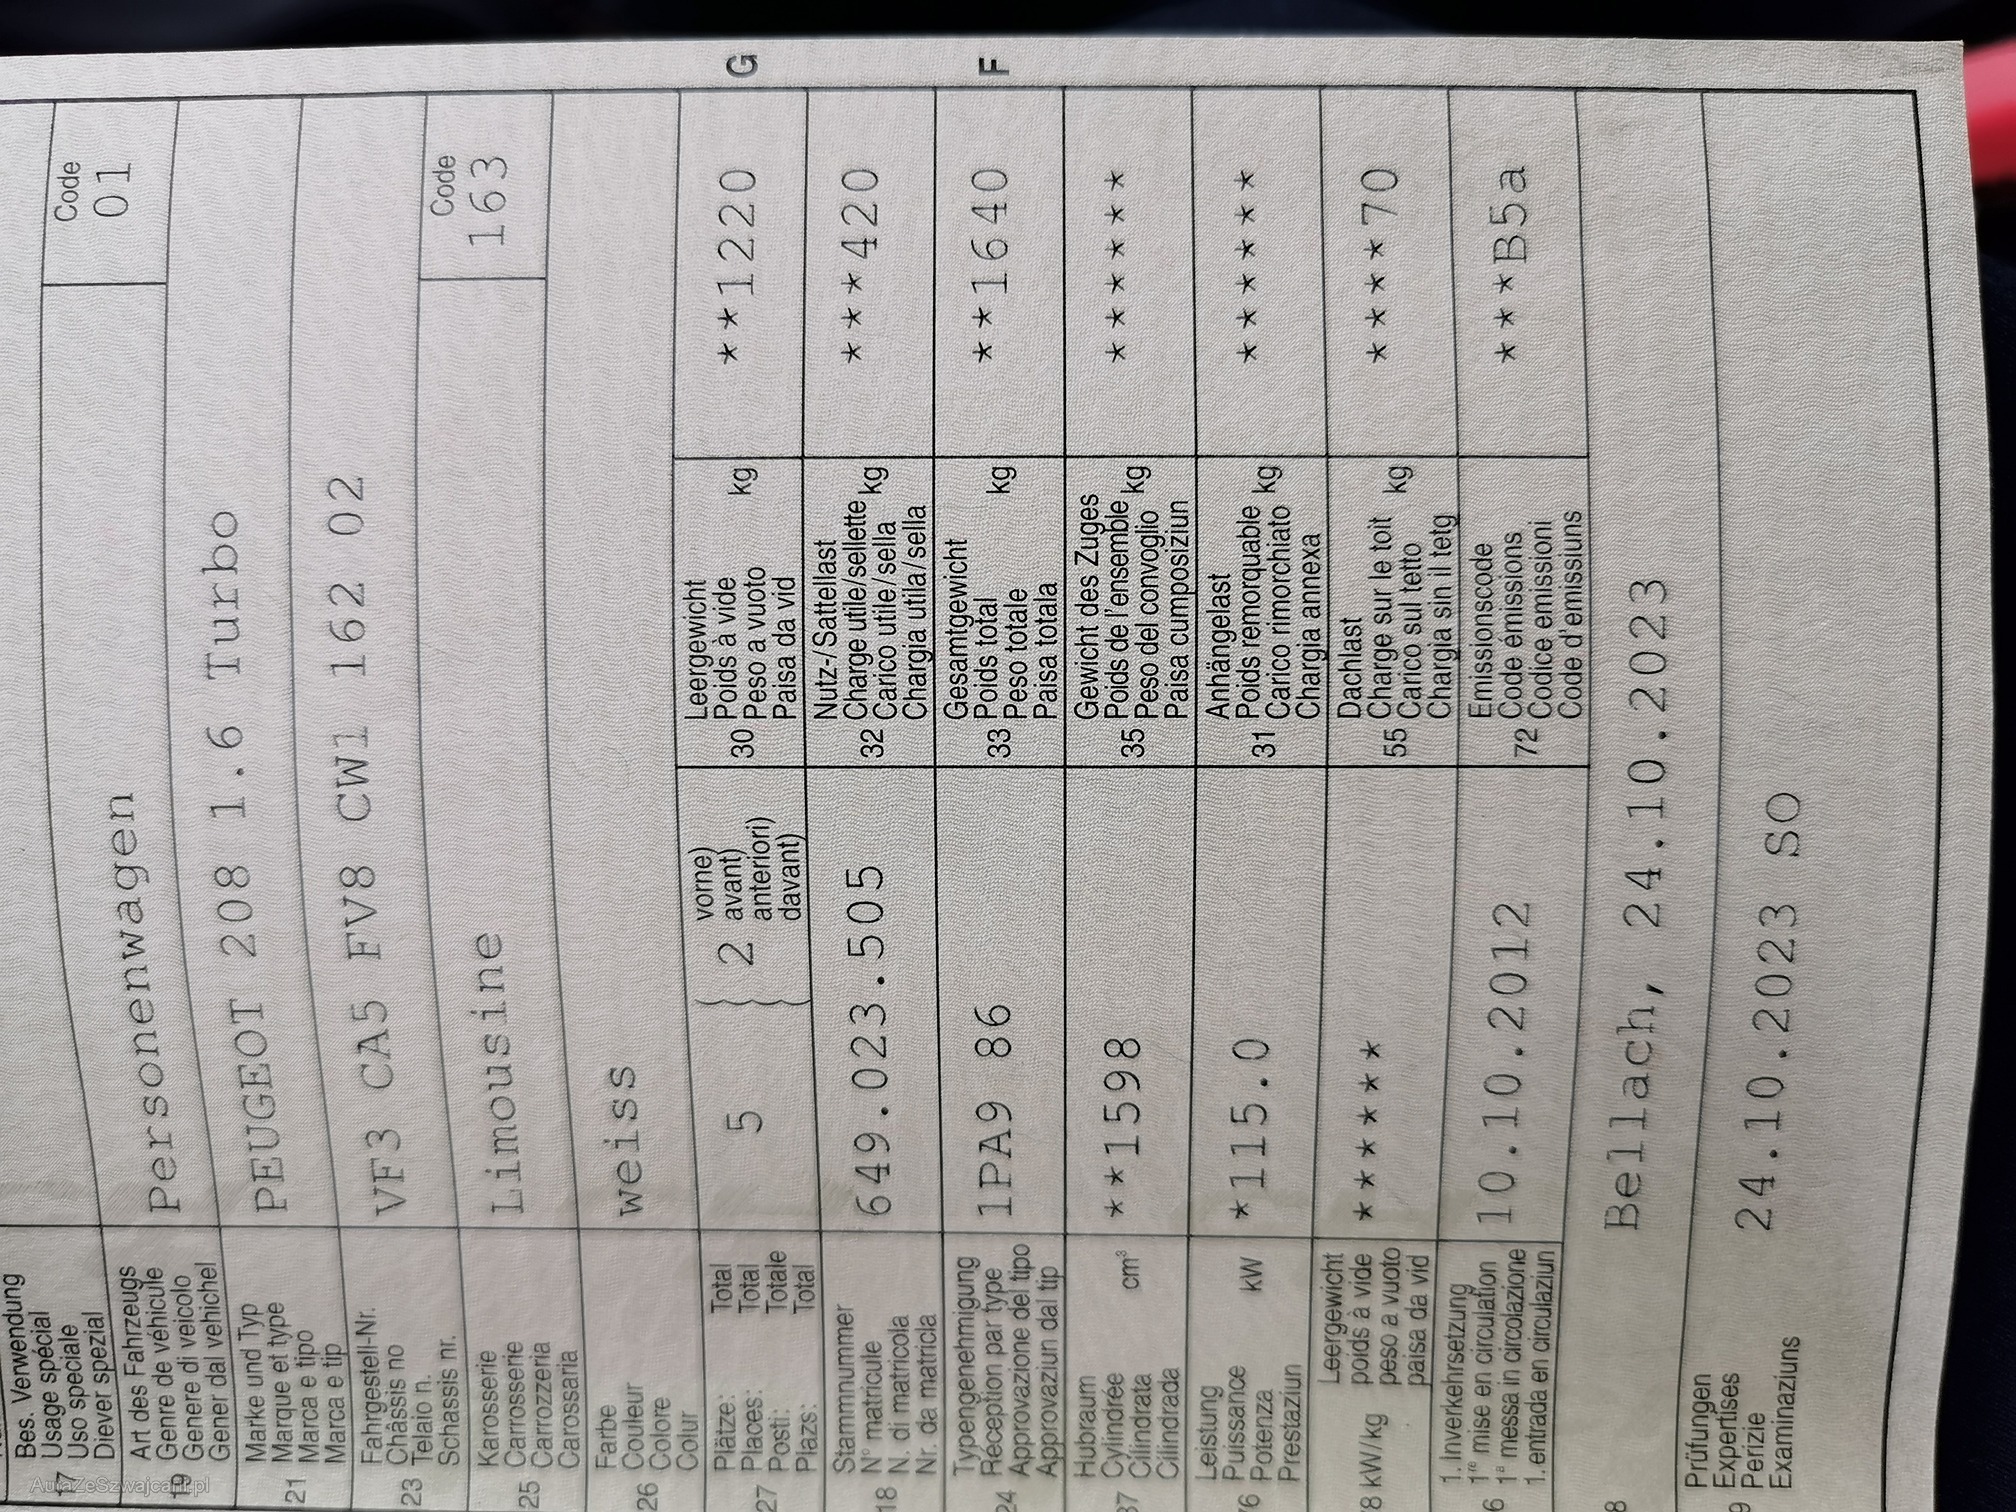 Bes. Verwendung
Usage spécial
17 Uso speciale
Diever spezial
Code
01
Art des Fahrzeugs
Genre de véhicule
19 Genere di veicolo
Gener dal vehichel
Personenwagen
Marke und Typ
Marque et type
21 Marca e tipo
Marca e tip
PEUGEOT 208 1.6 Turbo
Fahrgestell-Nr.
Châssis no
23 Telaio n.
Schassis nr.
VF3 CA5 FV8 CW1 162 02
Karosserie
Carrosserie
25 Carrozzeria
Carossaria
Limousine
Code
163
Farbe
Couleur
26 Colore
Colur
weiss
Plätze: Total
Places: Total
27 Posti: Totale
Plazs: Total
5
2
vorne)
avant)
anteriori)
davant)
Leergewicht
30 Poids à vide
Peso a vuoto kg
Paisa da vid
**1220
G
Stammnummer
18 N° matricule
N. di matricola
Nr. da matricla
649.023.505
Nutz-/Sattellast
Charge utile/sellette
32 Carico utile/sella kg
Chargia utila/sella
***420
Typengenehmigung
Réception par type
24 Approvazione del tipo
Approvaziun dal tip
1PA9 86
Gesamtgewicht
33 Poids total kg
Peso totale
Paisa totala
**1640
F
Hubraum
37 Cylindrée cm³
Cilindrata
Cilindrada
**1598
Gewicht des Zuges
Poids de l'ensemble
35 Peso del convoglio kg
Paisa cumposiziun
******
Leistung
76 Puissance kW
Potenza
Prestaziun
*115.0
Anhängelast
Poids remorquable
31 Carico rimorchiato kg
Chargia annexa
******
78 kW/kg
Leergewicht
poids à vide
peso a vuoto
paisa da vid
******
Dachlast
55 Charge sur le toit kg
Carico sul tetto
Chargia sin il tetg
*****70
1. Inverkehrsetzung
1re mise en circulation
36 1a messa in circolazione
1. entrada en circulaziun
10.10.2012
Emissionscode
Code émissions
72 Codice emissioni
Code d'emissiuns
***B5a
8
Bellach, 24.10.2023
Prüfungen
Expertises
9 Perizie
Examinaziuns
24.10.2023 SO
AutaZeSzwajcarii.pl